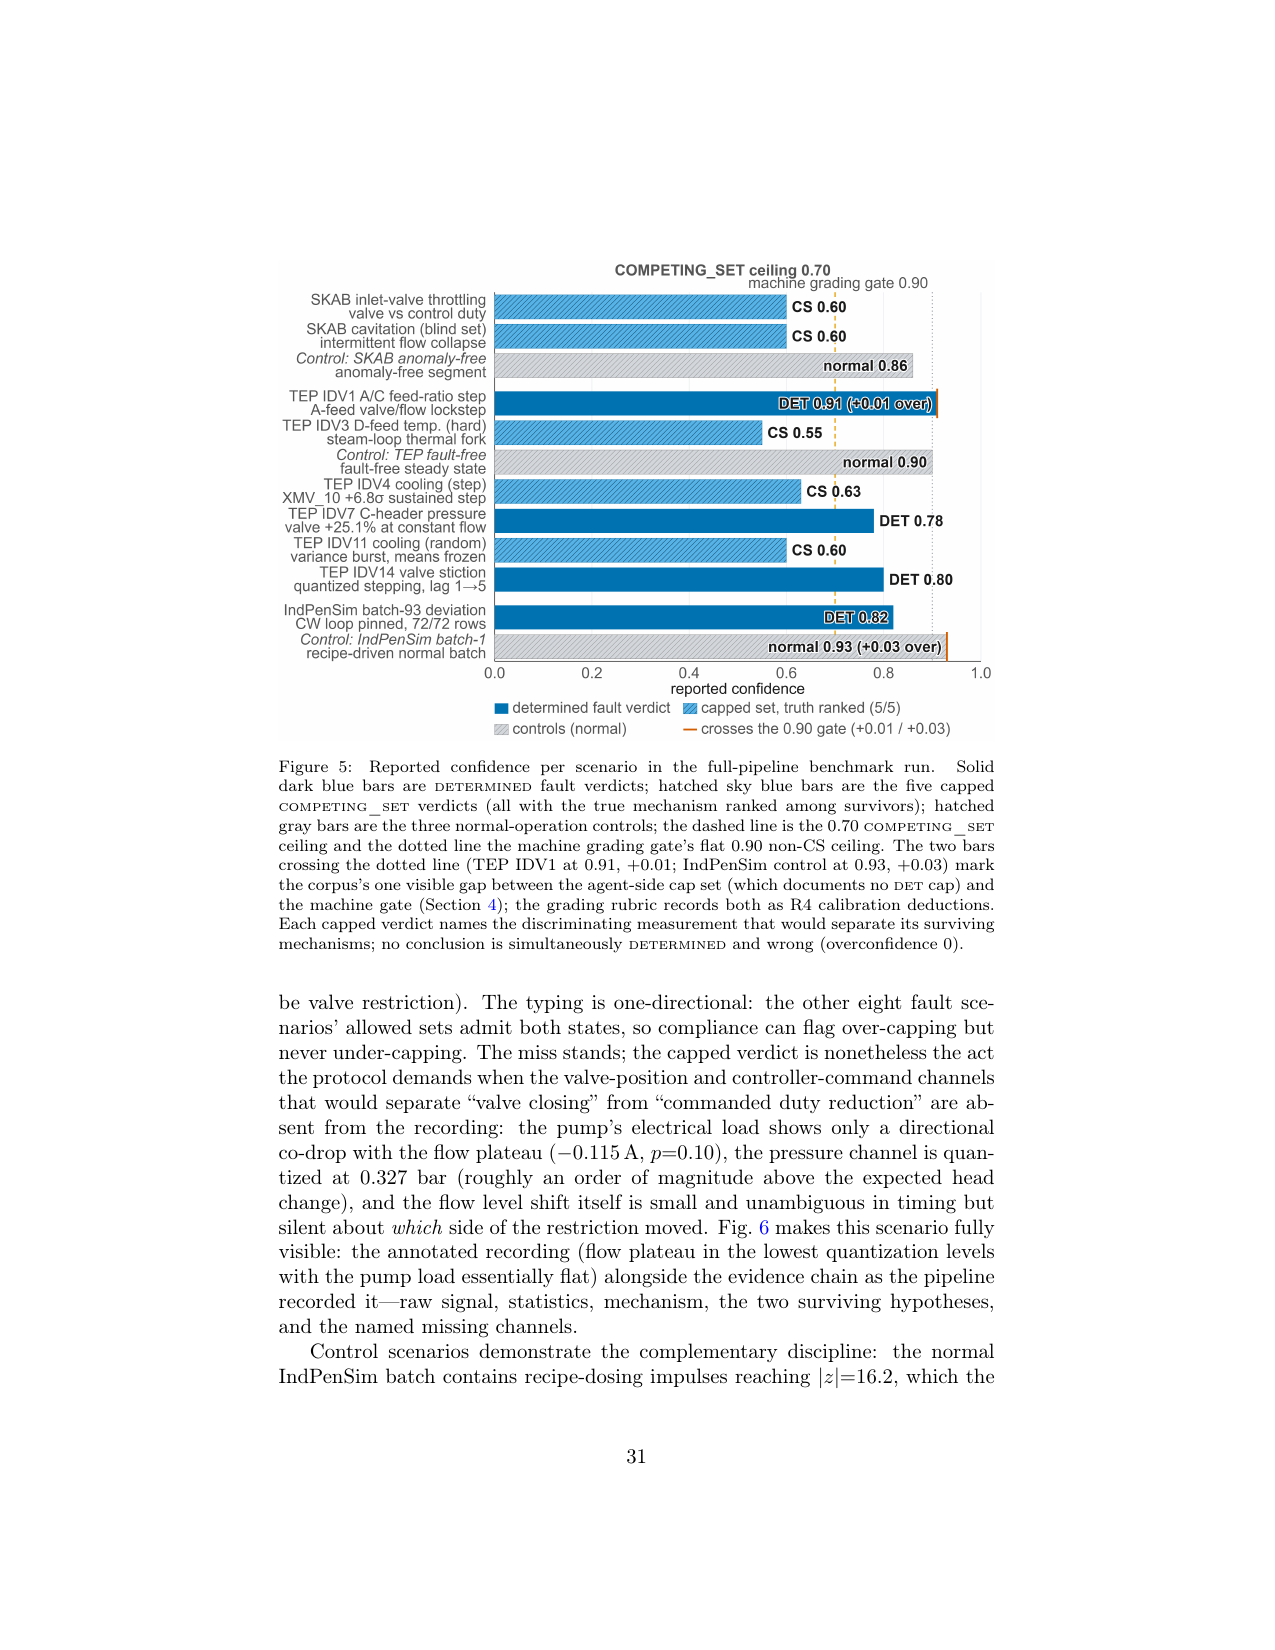 COMPETING_SET ceiling 0.70
machine grading gate 0.90
SKAB inlet-valve throttling
valve vs control duty
CS 0.60
SKAB cavitation (blind set)
intermittent flow collapse
CS 0.60
Control: SKAB anomaly-free
anomaly-free segment
normal 0.86
TEP IDV1 A/C feed-ratio step
A-feed valve/flow lockstep
DET 0.91 (+0.01 over)
TEP IDV3 D-feed temp. (hard)
steam-loop thermal fork
CS 0.55
Control: TEP fault-free
fault-free steady state
normal 0.90
TEP IDV4 cooling (step)
XMV_10 +6.8σ sustained step
CS 0.63
TEP IDV7 C-header pressure
valve +25.1% at constant flow
DET 0.78
TEP IDV11 cooling (random)
variance burst, means frozen
CS 0.60
TEP IDV14 valve stiction
quantized stepping, lag 1→5
DET 0.80
IndPenSim batch-93 deviation
CW loop pinned, 72/72 rows
DET 0.82
Control: IndPenSim batch-1
recipe-driven normal batch
normal 0.93 (+0.03 over)
0.0 0.2 0.4 0.6 0.8 1.0
reported confidence
determined fault verdict
capped set, truth ranked (5/5)
controls (normal)
crosses the 0.90 gate (+0.01 / +0.03)
Figure 5: Reported confidence per scenario in the full-pipeline benchmark run. Solid
dark blue bars are DETERMINED fault verdicts; hatched sky blue bars are the five capped
COMPETING_SET verdicts (all with the true mechanism ranked among survivors); hatched
gray bars are the three normal-operation controls; the dashed line is the 0.70 COMPETING_SET
ceiling and the dotted line the machine grading gate's flat 0.90 non-CS ceiling. The two bars
crossing the dotted line (TEP IDV1 at 0.91, +0.01; IndPenSim control at 0.93, +0.03) mark
the corpus's one visible gap between the agent-side cap set (which documents no DET cap) and
the machine gate (Section 4); the grading rubric records both as R4 calibration deductions.
Each capped verdict names the discriminating measurement that would separate its surviving
mechanisms; no conclusion is simultaneously DETERMINED and wrong (overconfidence 0).
be valve restriction). The typing is one-directional: the other eight fault sce-
narios' allowed sets admit both states, so compliance can flag over-capping but
never under-capping. The miss stands; the capped verdict is nonetheless the act
the protocol demands when the valve-position and controller-command channels
that would separate “valve closing” from “commanded duty reduction” are ab-
sent from the recording: the pump's electrical load shows only a directional
co-drop with the flow plateau (−0.115 A, p=0.10), the pressure channel is quan-
tized at 0.327 bar (roughly an order of magnitude above the expected head
change), and the flow level shift itself is small and unambiguous in timing but
silent about which side of the restriction moved. Fig. 6 makes this scenario fully
visible: the annotated recording (flow plateau in the lowest quantization levels
with the pump load essentially flat) alongside the evidence chain as the pipeline
recorded it—raw signal, statistics, mechanism, the two surviving hypotheses,
and the named missing channels.
Control scenarios demonstrate the complementary discipline: the normal
IndPenSim batch contains recipe-dosing impulses reaching |z|=16.2, which the
31